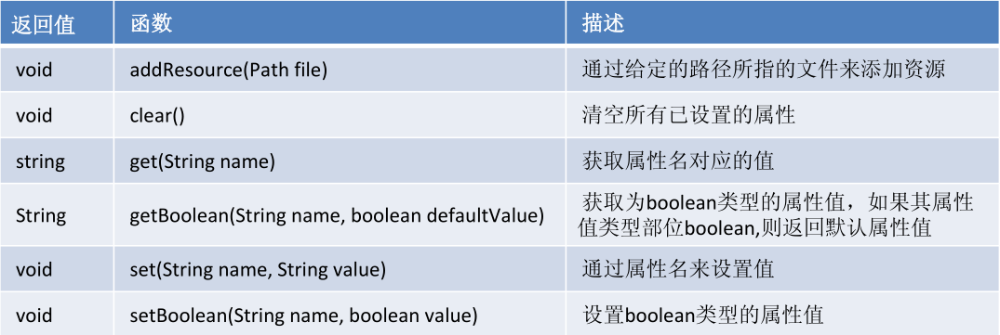 返回值 函数 描述
void addResource(Path file) 通过给定的路径所指的文件来添加资源
void clear() 清空所有已设置的属性
string get(String name) 获取属性名对应的值
String getBoolean(String name, boolean defaultValue) 获取为boolean类型的属性值，如果其属性
值类型部位boolean,则返回默认属性值
void set(String name, String value) 通过属性名来设置值
void setBoolean(String name, boolean value) 设置boolean类型的属性值